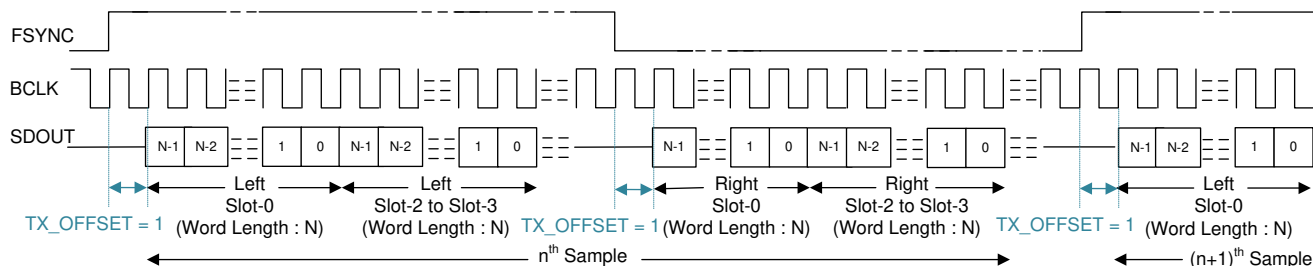 FSYNC
BCLK
SDOUT
N-1 N-2 1 0 N-1 N-2 1 0 N-1 1 0 N-1 N-2 1 0 N-1 N-2 1 0
TX_OFFSET = 1
Left
Slot-0
(Word Length : N)
Left
Slot-2 to Slot-3
(Word Length : N)
TX_OFFSET = 1
Right
Slot-0
(Word Length : N)
Right
Slot-2 to Slot-3
(Word Length : N)
TX_OFFSET = 1
Left
Slot-0
(Word Length : N)
nth Sample
(n+1)th Sample